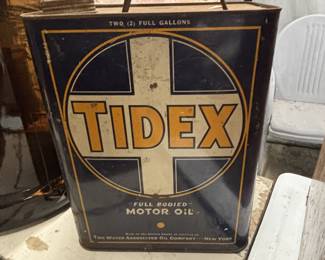 TWO (2) FULL GALLONS
TIDEX
"FULL BODIED"
MOTOR OIL
TIDE WATER ASSOCIATED OIL COMPANY NEW YORK